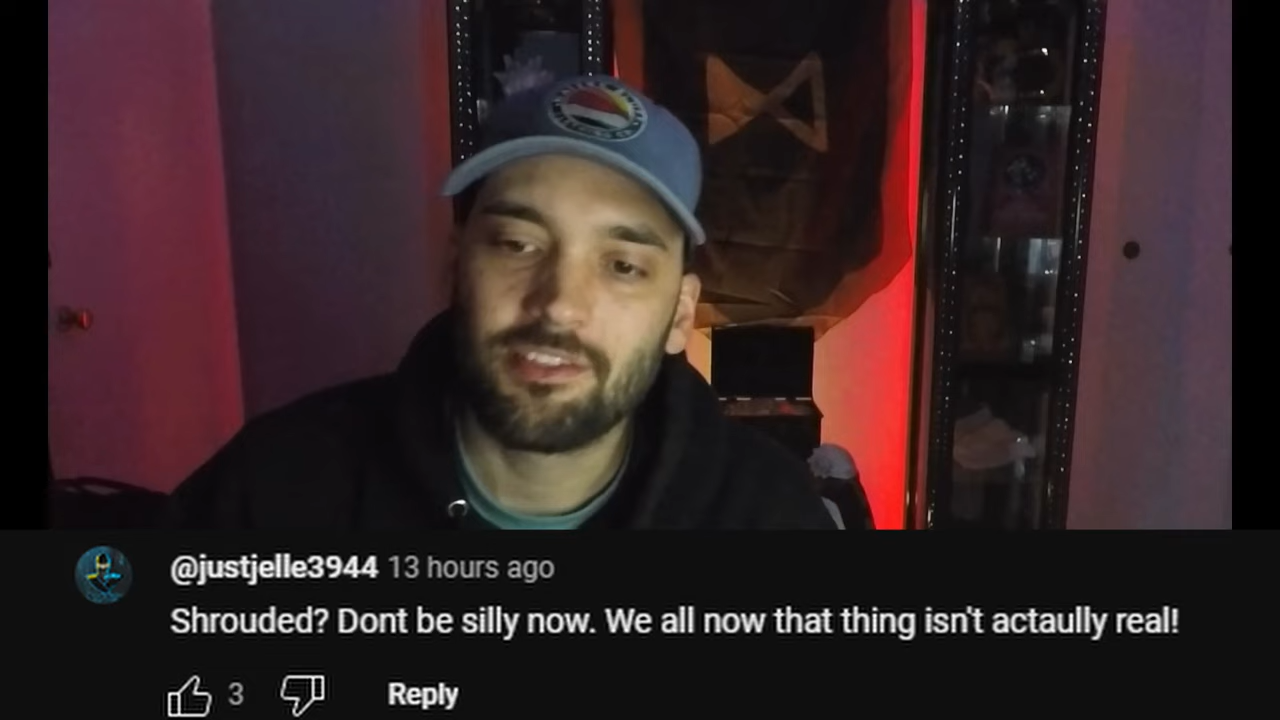 @justjelle3944 13 hours ago
Shrouded? Dont be silly now. We all now that thing isn't actaully real!
3
Reply